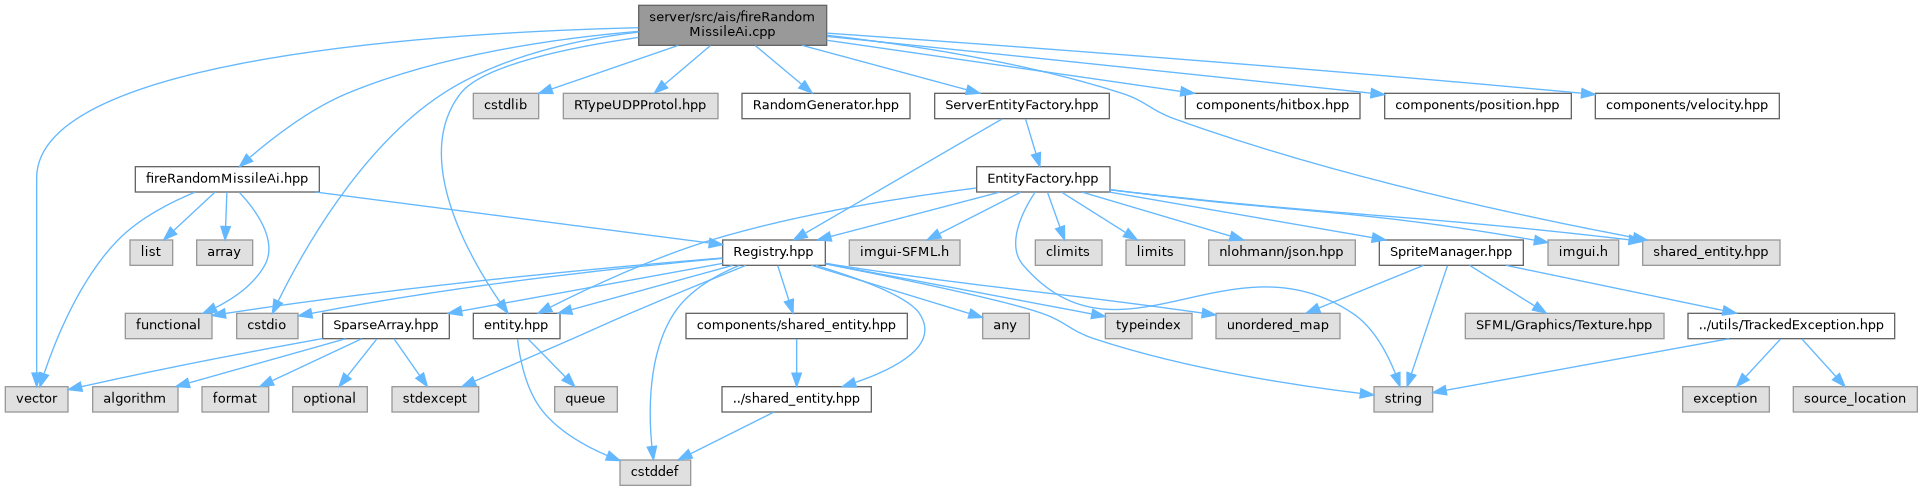 server/src/ais/fireRandom
MissileAi.cpp
cstdlib
RTypeUDPProtol.hpp
RandomGenerator.hpp
ServerEntityFactory.hpp
components/hitbox.hpp
components/position.hpp
components/velocity.hpp
fireRandomMissileAi.hpp
EntityFactory.hpp
list
array
Registry.hpp
imgui-SFML.h
climits
limits
nlohmann/json.hpp
SpriteManager.hpp
imgui.h
shared_entity.hpp
functional
cstdio
SparseArray.hpp
entity.hpp
components/shared_entity.hpp
any
typeindex
unordered_map
SFML/Graphics/Texture.hpp
../utils/TrackedException.hpp
vector
algorithm
format
optional
stdexcept
queue
../shared_entity.hpp
string
exception
source_location
cstddef